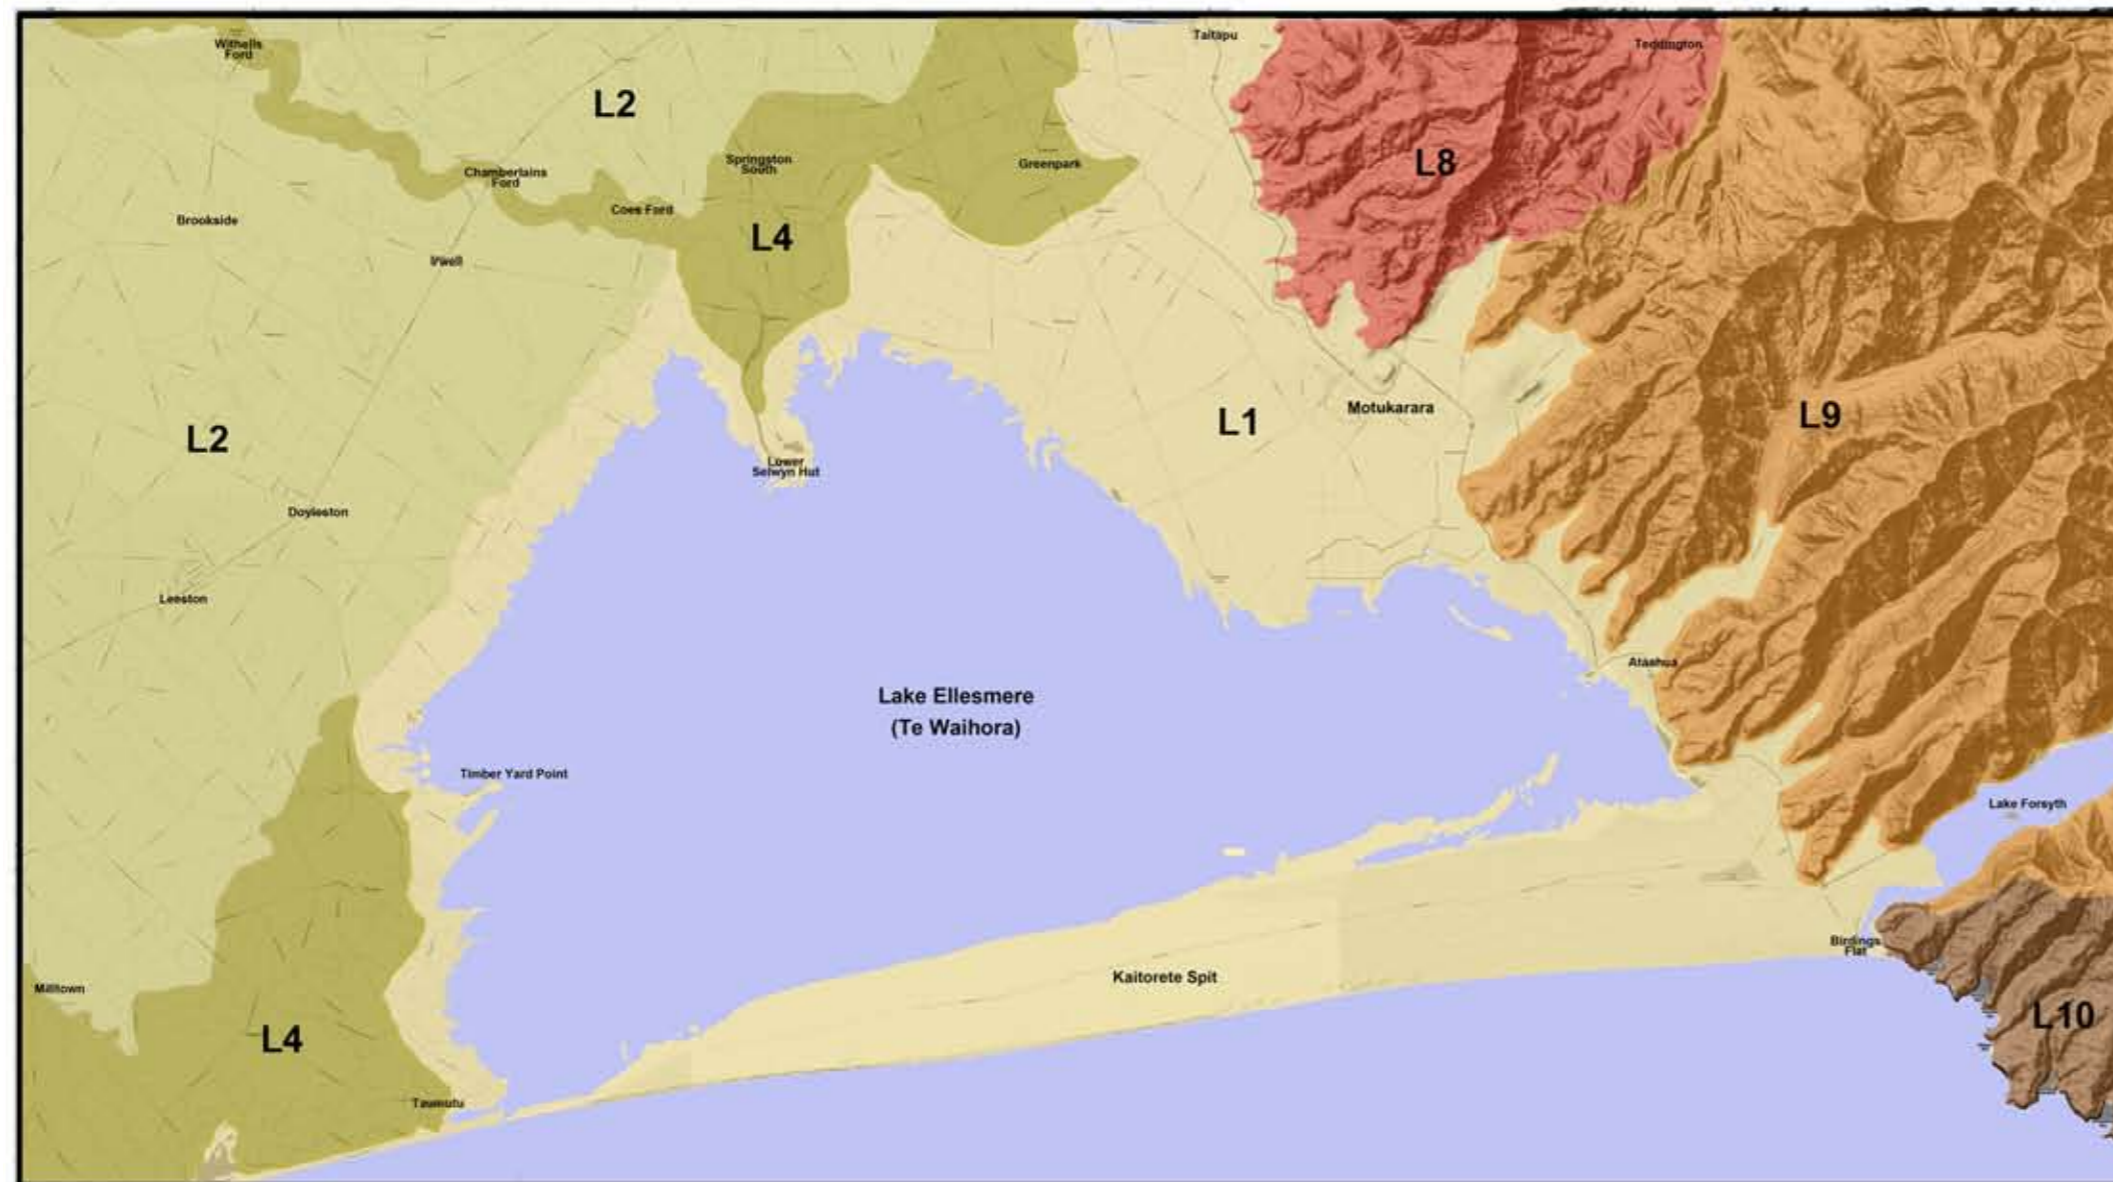 Taitapu
Teddington
Withells
Ford
L2
Springston
South
Greenpark
L8
Chamberlains
Ford
Coes Ford
Brookside
L4
Irwell
L2
L1
Motukarara
L9
Lower
Selwyn Hut
Doyleston
Leeston
Ataahua
Lake Ellesmere
(Te Waihora)
Timber Yard Point
Lake Forsyth
Birdlings
Flat
Kaitorete Spit
Milltown
L10
L4
Taumutu